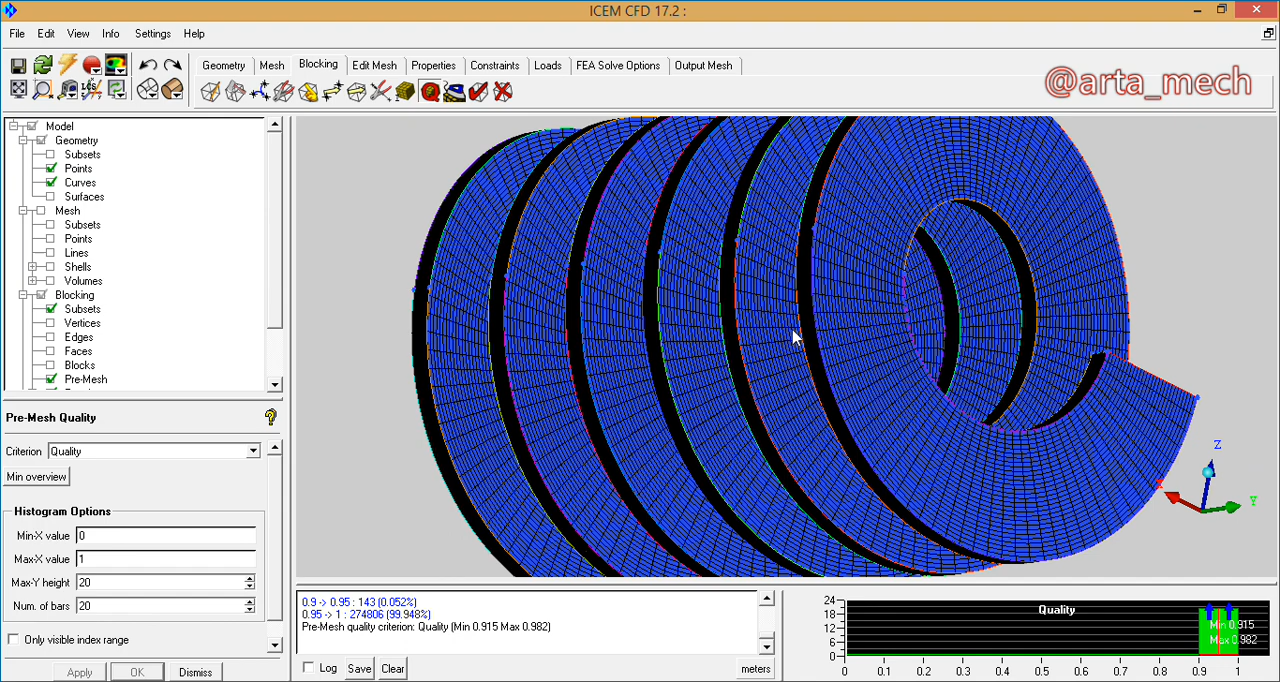 ICEM CFD 17.2 :
File Edit View Info Settings Help
Geometry Mesh Blocking Edit Mesh Properties Constraints Loads FEA Solve Options Output Mesh
@arta_mech
Model
Geometry
Subsets
Points
Curves
Surfaces
Mesh
Subsets
Points
Lines
Shells
Volumes
Blocking
Subsets
Vertices
Edges
Faces
Blocks
Pre-Mesh
Pre-Mesh Quality
Criterion Quality
Min overview
Histogram Options
Min-X value 0
Max-X value 1
Max-Y height 20
Num. of bars 20
Only visible index range
Apply OK Dismiss
Z
X
Y
0.9 -> 0.95 : 143 (0.052%)
0.95 -> 1 : 274806 (99.948%)
Pre-Mesh quality criterion: Quality (Min 0.915 M 0.982)
Log Save Clear
meters
Quality
Min 0.915
Max 0.982
24
18
12
6
0
0 0.1 0.2 0.3 0.4 0.5 0.6 0.7 0.8 0.9 1